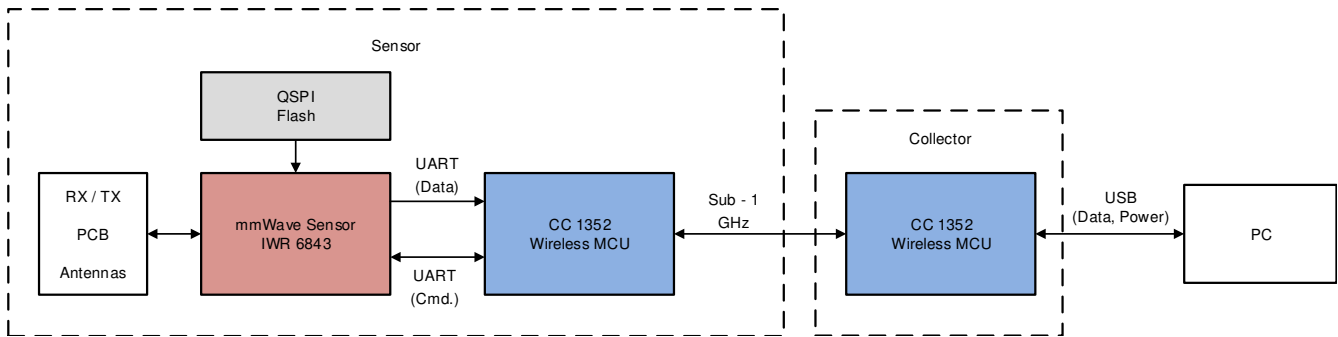 Sensor
QSPI
Flash
RX / TX
PCB
Antennas
mmWave Sensor
IWR 6843
UART
(Data)
UART
(Cmd.)
CC 1352
Wireless MCU
Sub - 1
GHz
Collector
CC 1352
Wireless MCU
USB
(Data, Power)
PC